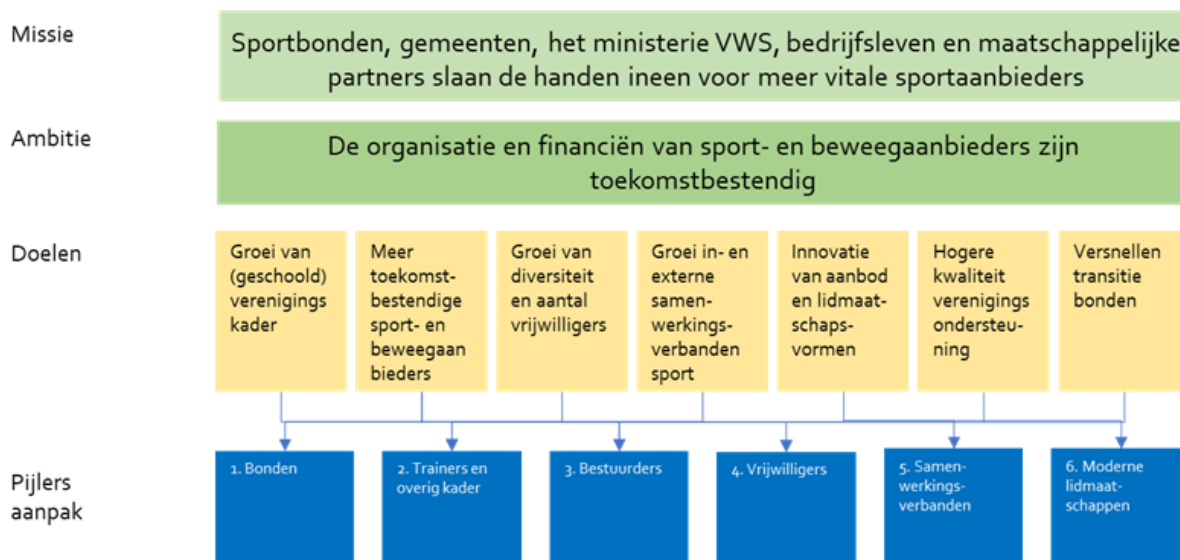 Missie
Sportbonden, gemeenten, het ministerie VWS, bedrijfsleven en maatschappelijke
partners slaan de handen ineen voor meer vitale sportaanbieders
Ambitie
De organisatie en financiën van sport- en beweegaanbieders zijn
toekomstbestendig
Doelen
Groei van
(geschoold)
verenigings
kader
Meer
toekomst-
bestendige
sport- en
beweegaan
bieders
Groei van
diversiteit
en aantal
vrijwilligers
Groei in- en
externe
samen-
werkings-
verbanden
sport
Innovatie
van aanbod
en lidmaat-
schaps-
vormen
Hogere
kwaliteit
verenigings
ondersteu-
ning
Versnellen
transitie
bonden
Pijlers
aanpak
1. Bonden
2. Trainers en
overig kader
3. Bestuurders
4. Vrijwilligers
5. Samen-
werkings-
verbanden
6. Moderne
lidmaat-
schappen